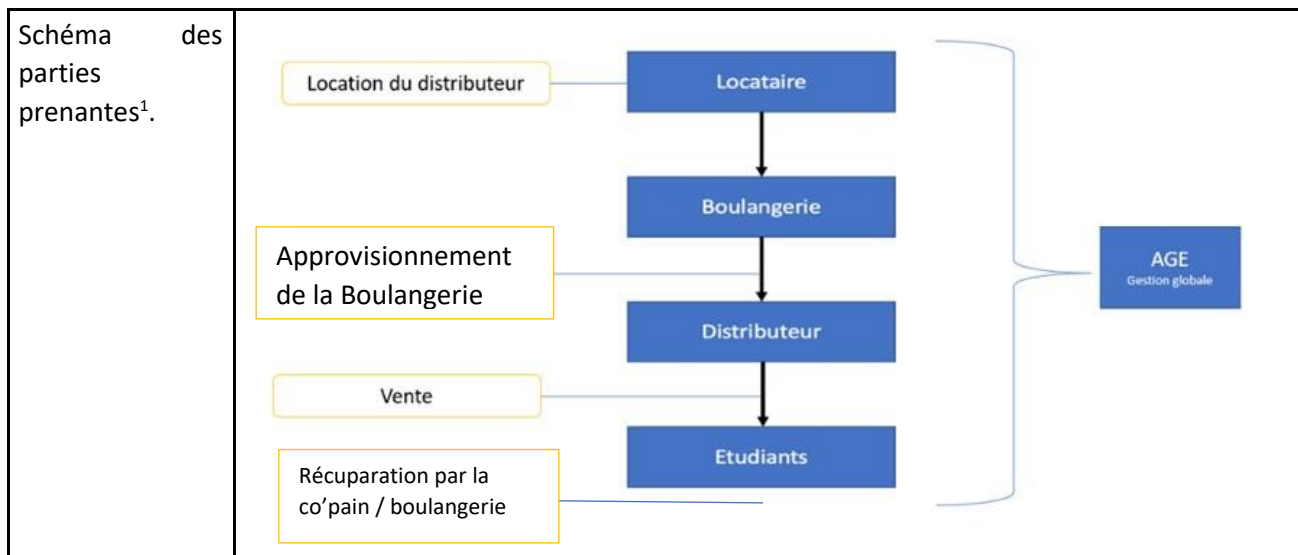 Schéma des
parties
prenantes¹.
Location du distributeur
Locataire
Boulangerie
Approvisionnement
de la Boulangerie
AGE
Gestion globale
Distributeur
Vente
Etudiants
Récuparation par la
co’pain / boulangerie